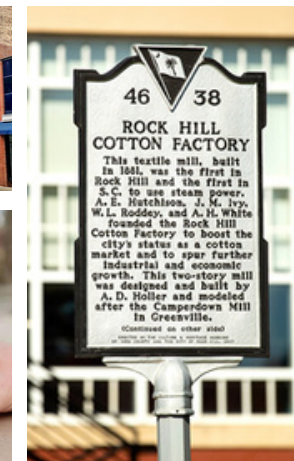 46 38
ROCK HILL
COTTON FACTORY
This textile mill, built
in 1881, was the first in
Rock Hill and the first in
S.C. to use steam power.
A. E. Hutchison, J. M. Ivy,
W. L. Roddey, and A. H. White
founded the Rock Hill
Cotton Factory to boost the
city's status as a cotton
market and to spur further
industrial and economic
growth. This two-story mill
was designed and built by
A. D. Holler and modeled
after the Camperdown Mill
in Greenville.
(Continued on other side)